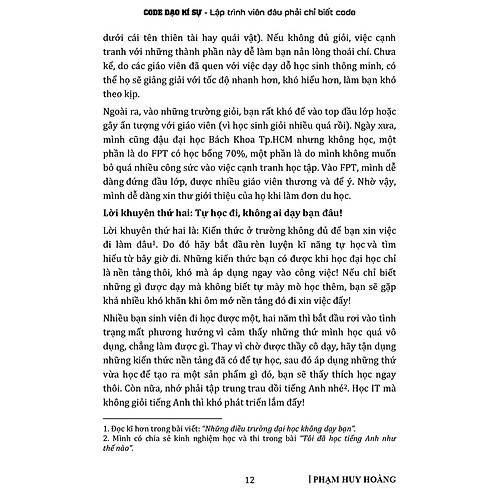 CODE DẠO KÍ SỰ - Lập trình viên đâu phải chỉ biết code
dưới cái tên thiên tài hay quái vật). Nếu không đủ giỏi, việc cạnh
tranh với những thành phần này dễ làm bạn nản lòng thoái chí. Chưa
kể, do các giáo viên đã quen với việc dạy dỗ học sinh thông minh, có
thể họ sẽ giảng giải với tốc độ nhanh hơn, khó hiểu hơn, làm bạn khó
theo kịp.
Ngoài ra, vào những trường giỏi, bạn rất khó để vào top đầu lớp hoặc
gây ấn tượng với giáo viên (vì học sinh giỏi nhiều quá rồi). Ngày xưa,
mình cũng đậu đại học Bách Khoa Tp.HCM nhưng không học, một
phần là do FPT có học bổng 70%, một phần là do mình không muốn
bỏ quá nhiều công sức vào việc cạnh tranh học tập. Vào FPT, mình dễ
dàng đứng đầu lớp, được nhiều giáo viên thương và để ý. Nhờ vậy,
mình dễ dàng xin thư giới thiệu của họ khi làm đơn du học.
Lời khuyên thứ hai: Tự học đi, không ai dạy bạn đâu!
Lời khuyên thứ hai là: Kiến thức ở trường không đủ để bạn xin việc
đi làm đâu¹. Do đó hãy bắt đầu rèn luyện kĩ năng tự học và tìm
hiểu từ bây giờ đi. Những kiến thức bạn có được khi học đại học chỉ
là nền tảng thôi, khó mà áp dụng ngay vào công việc! Nếu chỉ biết
những gì được dạy mà không biết tự mày mò học thêm, bạn sẽ gặp
khá nhiều khó khăn khi ôm mớ nền tảng đó đi xin việc đấy!
Nhiều bạn sinh viên đi học được một, hai năm thì bắt đầu rơi vào tình
trạng mất phương hướng vì cảm thấy những thứ mình học quá vô
dụng, chẳng làm được gì. Thay vì chờ được thầy cô dạy, hãy tận dụng
những kiến thức nền tảng đã có để tự học, sau đó áp dụng những thứ
vừa học để tạo ra một sản phẩm gì đó, bạn sẽ thấy thích học ngay
thôi. Còn nữa, nhớ phải tập trung trau dồi tiếng Anh nhé². Học IT mà
không giỏi tiếng Anh thì khó phát triển lắm đấy!
1. Đọc kĩ hơn trong bài viết: "Những điều trường đại học không dạy bạn".
2. Mình có chia sẻ kinh nghiệm học và thi trong bài "Tôi đã học tiếng Anh như
thế nào".
12 | PHẠM HUY HOÀNG